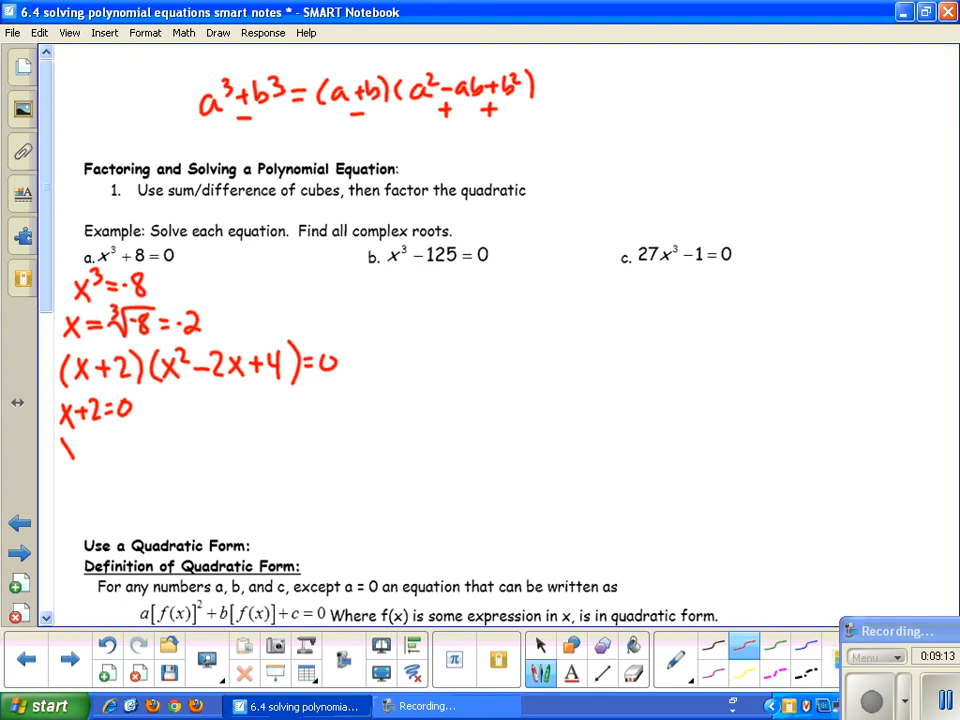 6.4 solving polynomial equations smart notes * - SMART Notebook
File Edit View Insert Format Math Draw Response Help
a³+b³=(a+b)(a²-ab+b²)
- - + +
Factoring and Solving a Polynomial Equation:
1. Use sum/difference of cubes, then factor the quadratic
Example: Solve each equation. Find all complex roots.
a. x³ + 8 = 0 b. x³ − 125 = 0 c. 27x³ − 1 = 0
x³=-8
x=∛-8=-2
(x+2)(x²-2x+4)=0
x+2=0
Use a Quadratic Form:
Definition of Quadratic Form:
For any numbers a, b, and c, except a = 0 an equation that can be written as
a[f(x)]²+b[f(x)]+c=0 Where f(x) is some expression in x, is in quadratic form.
Recording...
Menu 0:09:13
start 6.4 solving polynomia... Recording...